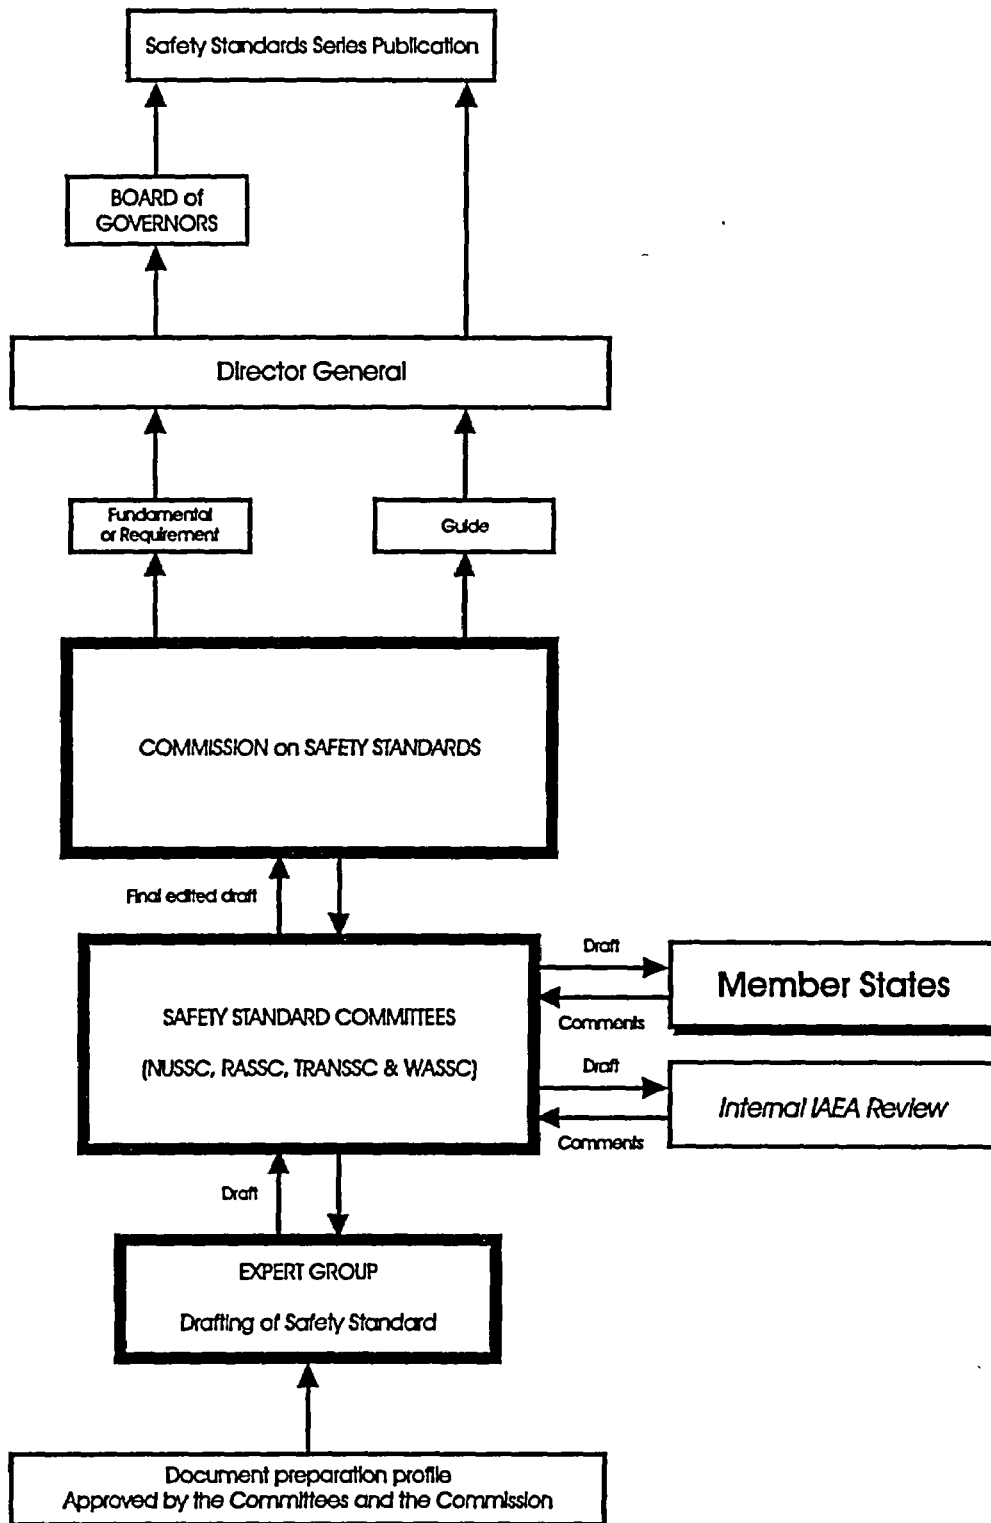 Safety Standards Series Publication
BOARD of
GOVERNORS
Director General
Fundamental
or Requirement
Guide
COMMISSION on SAFETY STANDARDS
Final edited draft
SAFETY STANDARD COMMITTEES
(NUSSC, RASSC, TRANSSC & WASSC)
Draft
Member States
Comments
Draft
Internal IAEA Review
Comments
Draft
EXPERT GROUP
Drafting of Safety Standard
Document preparation profile
Approved by the Committees and the Commission